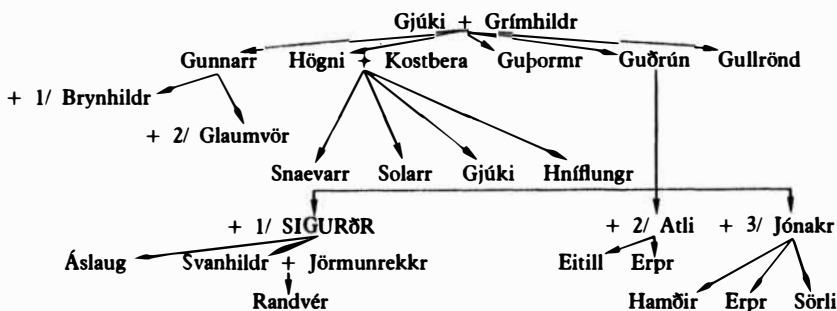 Gjúki + Grímhildr
Gunnarr Högni + Kostbera Guþormr Guðrún Gullrönd
+ 1/ Brynhildr
+ 2/ Glaumvör
Snaevarr Solarr Gjúki Hníflungr
+ 1/ SIGURðR + 2/ Atli + 3/ Jónakr
Áslaug Svanhildr + Jörmunrekkr Eitill Erpr
Randvér Hamðir Erpr Sörli